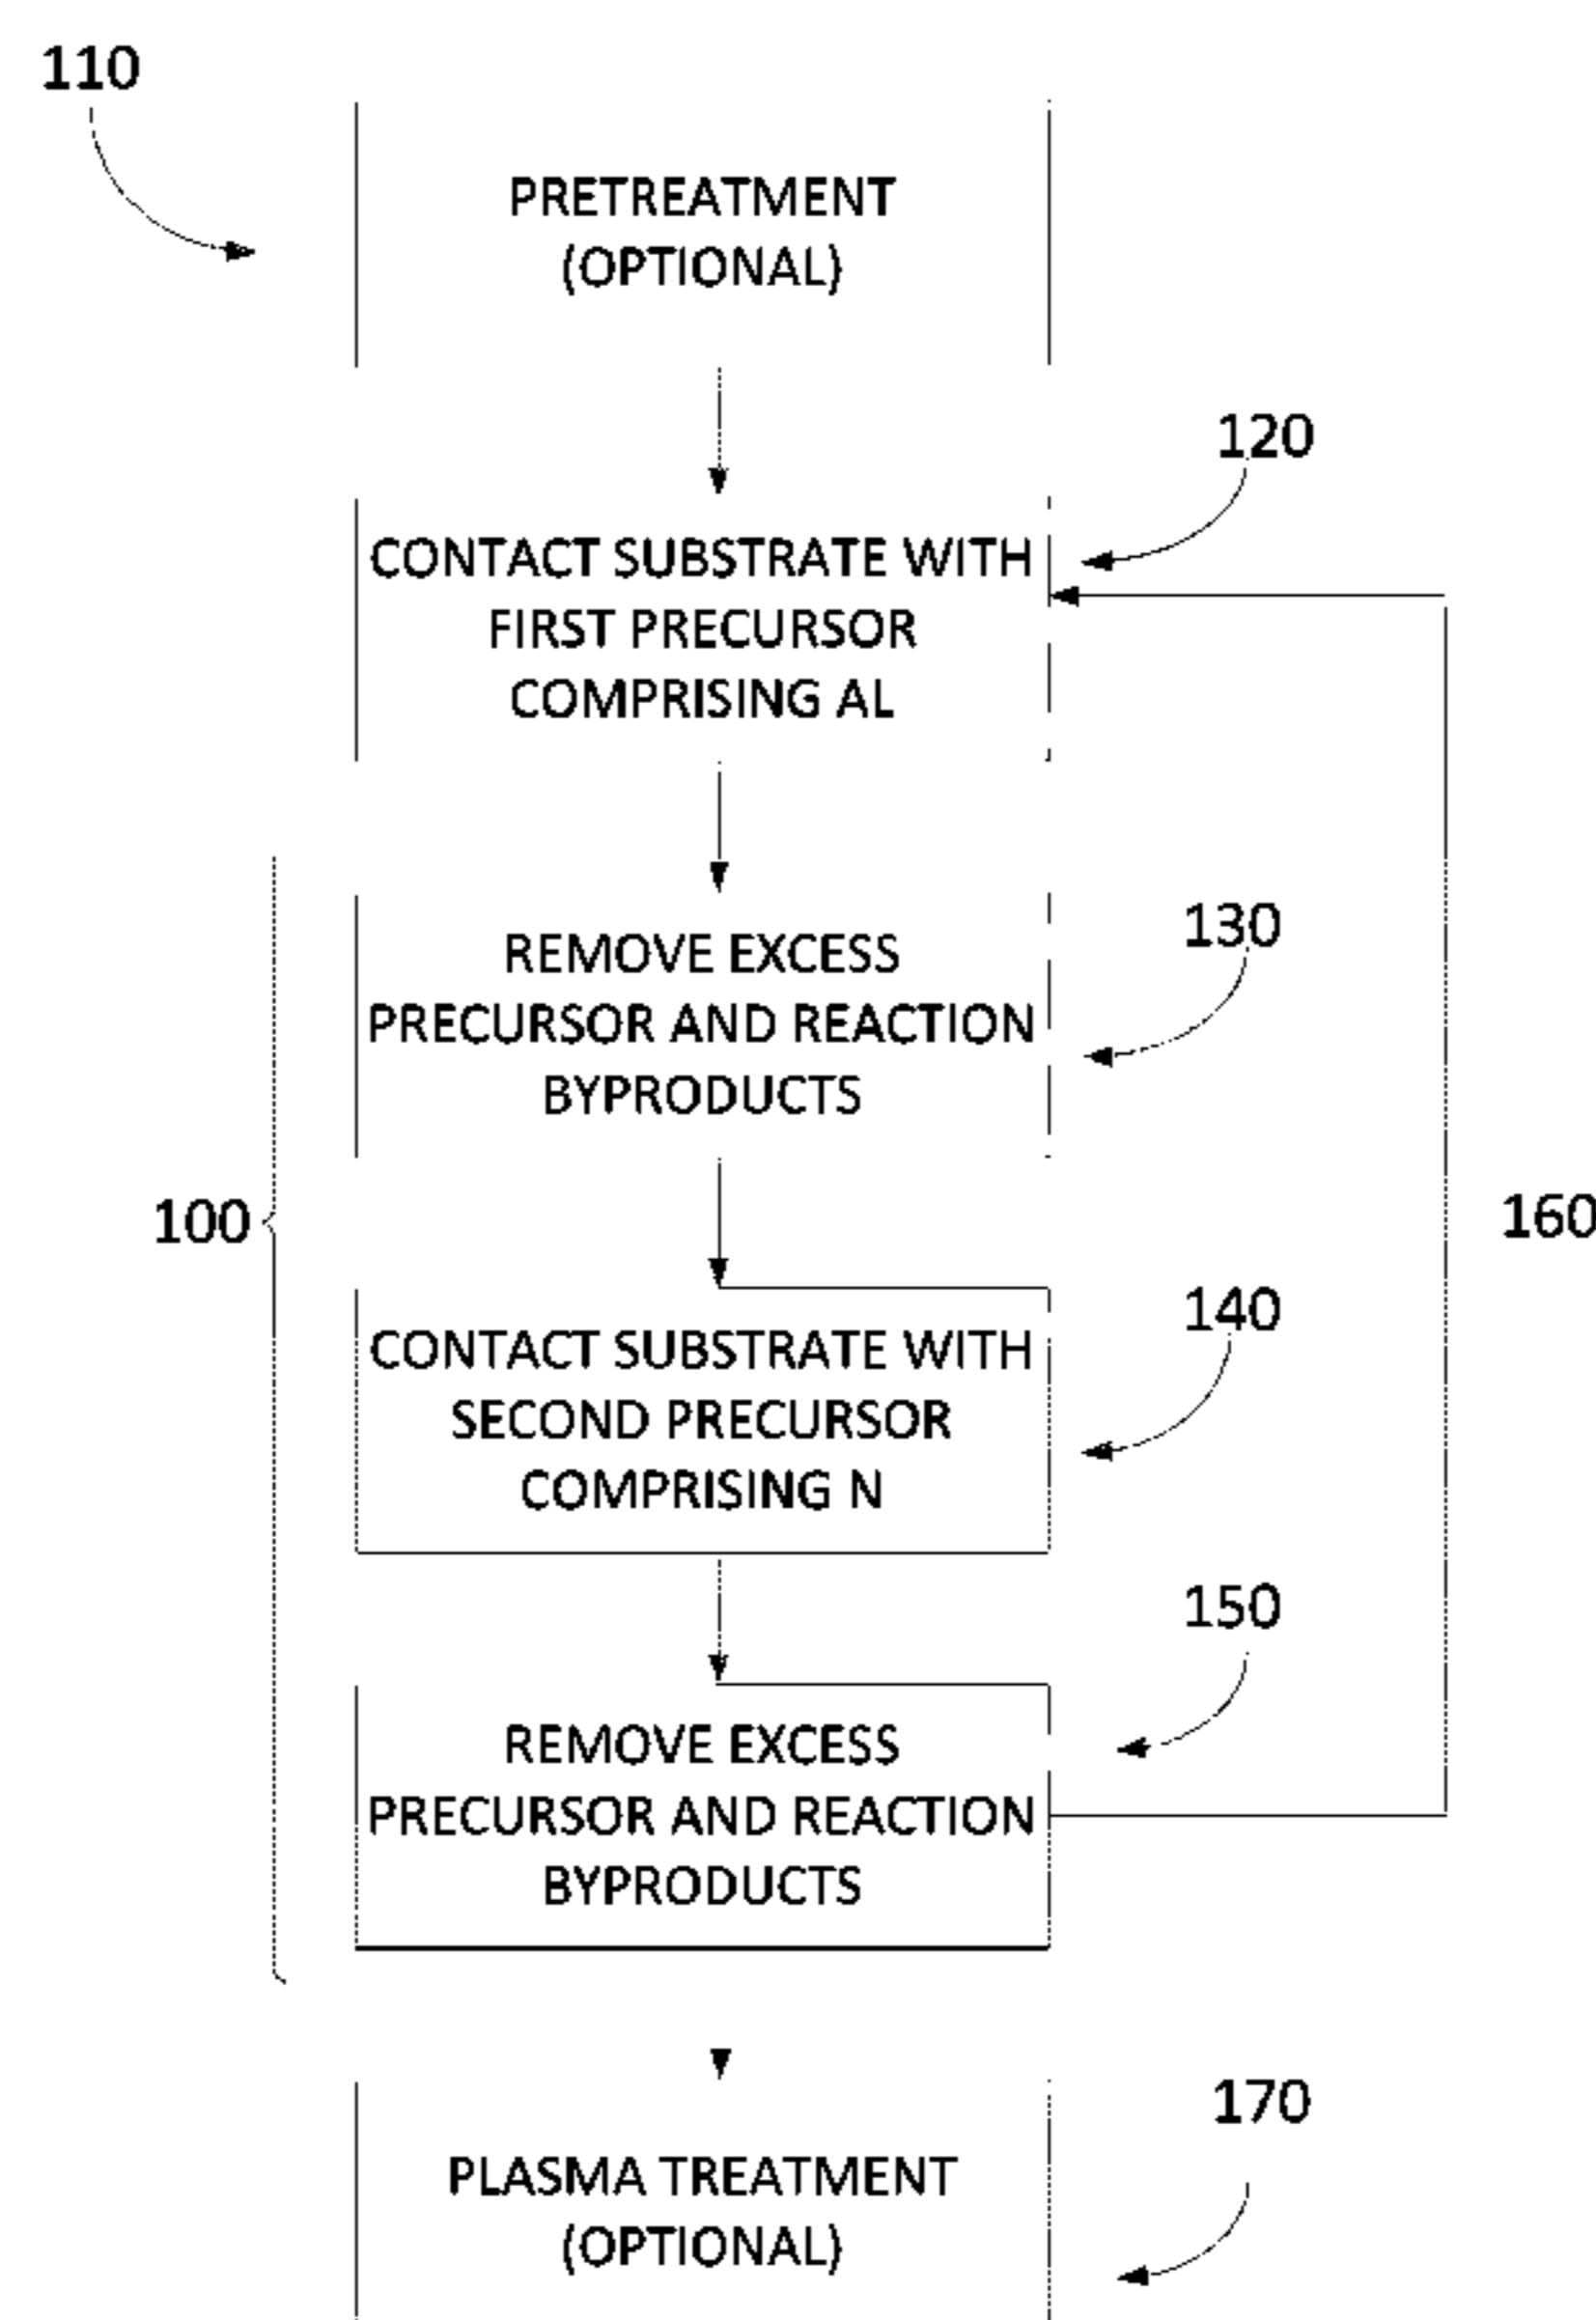 110
PRETREATMENT
(OPTIONAL)
120
CONTACT SUBSTRATE WITH
FIRST PRECURSOR
COMPRISING AL
130
REMOVE EXCESS
PRECURSOR AND REACTION
BYPRODUCTS
100
160
140
CONTACT SUBSTRATE WITH
SECOND PRECURSOR
COMPRISING N
150
REMOVE EXCESS
PRECURSOR AND REACTION
BYPRODUCTS
170
PLASMA TREATMENT
(OPTIONAL)